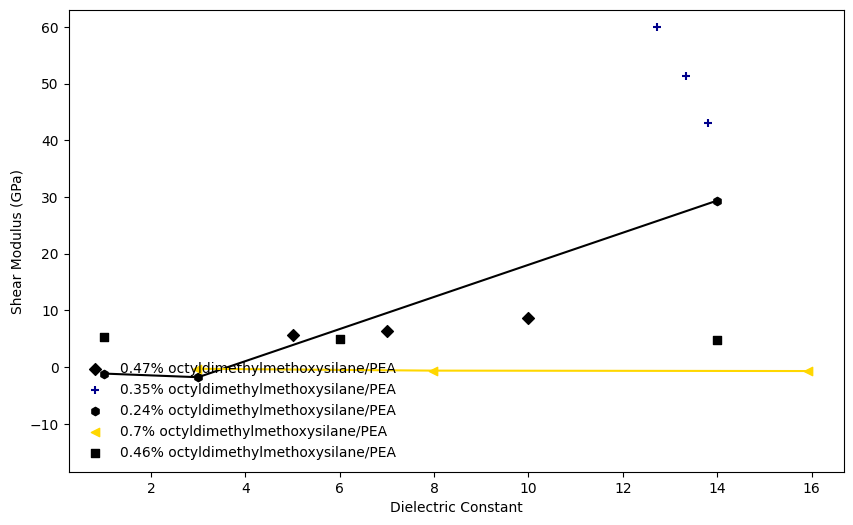 60
50
40
30
20
10
0
−10
Shear Modulus (GPa)
0.47% octyldimethylmethoxysilane/PEA
0.35% octyldimethylmethoxysilane/PEA
0.24% octyldimethylmethoxysilane/PEA
0.7% octyldimethylmethoxysilane/PEA
0.46% octyldimethylmethoxysilane/PEA
2 4 6 8 10 12 14 16
Dielectric Constant